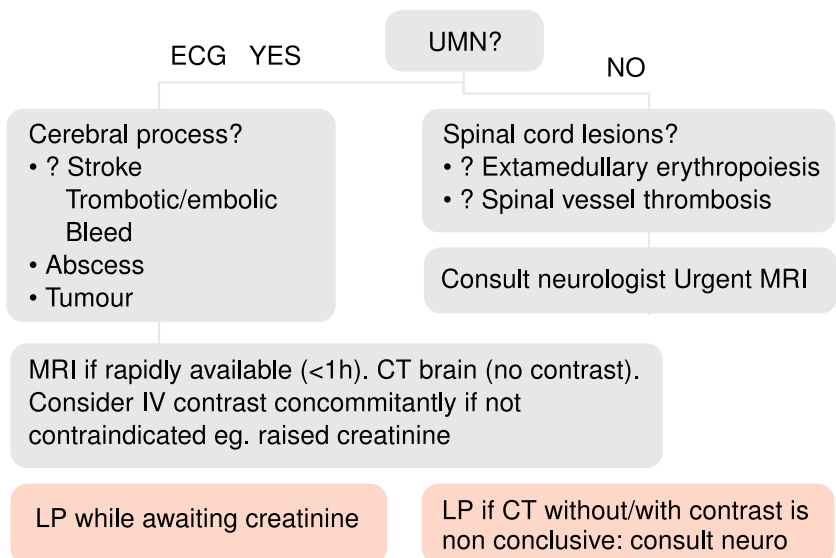 UMN?
ECG YES
NO
Cerebral process?
• ? Stroke
Trombotic/embolic
Bleed
• Abscess
• Tumour
Spinal cord lesions?
• ? Extamedullary erythropoiesis
• ? Spinal vessel thrombosis
Consult neurologist Urgent MRI
MRI if rapidly available (<1h). CT brain (no contrast).
Consider IV contrast concommitantly if not
contraindicated eg. raised creatinine
LP while awaiting creatinine
LP if CT without/with contrast is
non conclusive: consult neuro